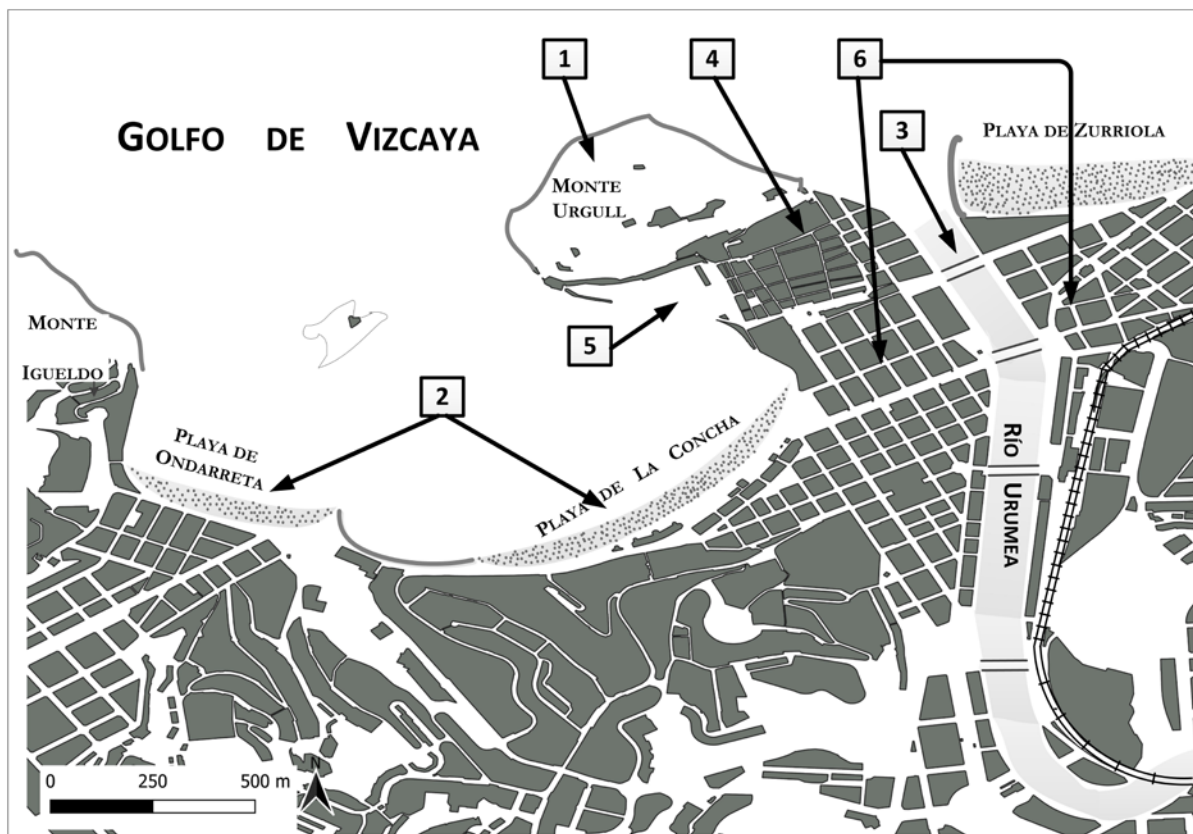 1
4
6
3
GOLFO DE VIZCAYA
PLAYA DE ZURRIOLA
MONTE
URGULL
MONTE
IGUELDO
5
2
PLAYA DE
ONDARRETA
PLAYA DE LA CONCHA
RÍO URUMEA
0 250 500 m
N